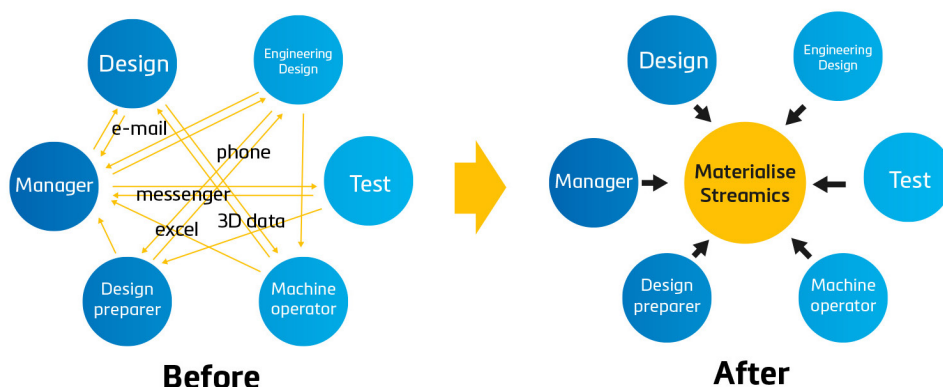 Design
Engineering
Design
e-mail
phone
Manager
messenger
Test
excel
3D data
Design
preparer
Machine
operator
Before
Design
Engineering
Design
Manager
Materialise
Streamics
Test
Design
preparer
Machine
operator
After